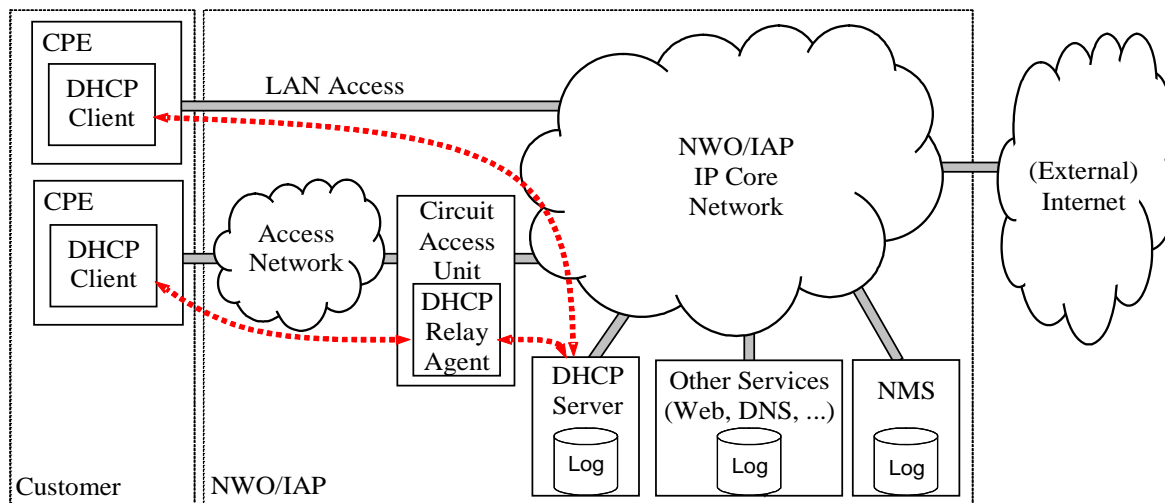 CPE
DHCP
Client
LAN Access
NWO/IAP
IP Core
Network
(External)
Internet
CPE
DHCP
Client
Access
Network
Circuit
Access
Unit
DHCP
Relay
Agent
DHCP
Server
Log
Other Services
(Web, DNS, ...)
Log
NMS
Log
Customer
NWO/IAP